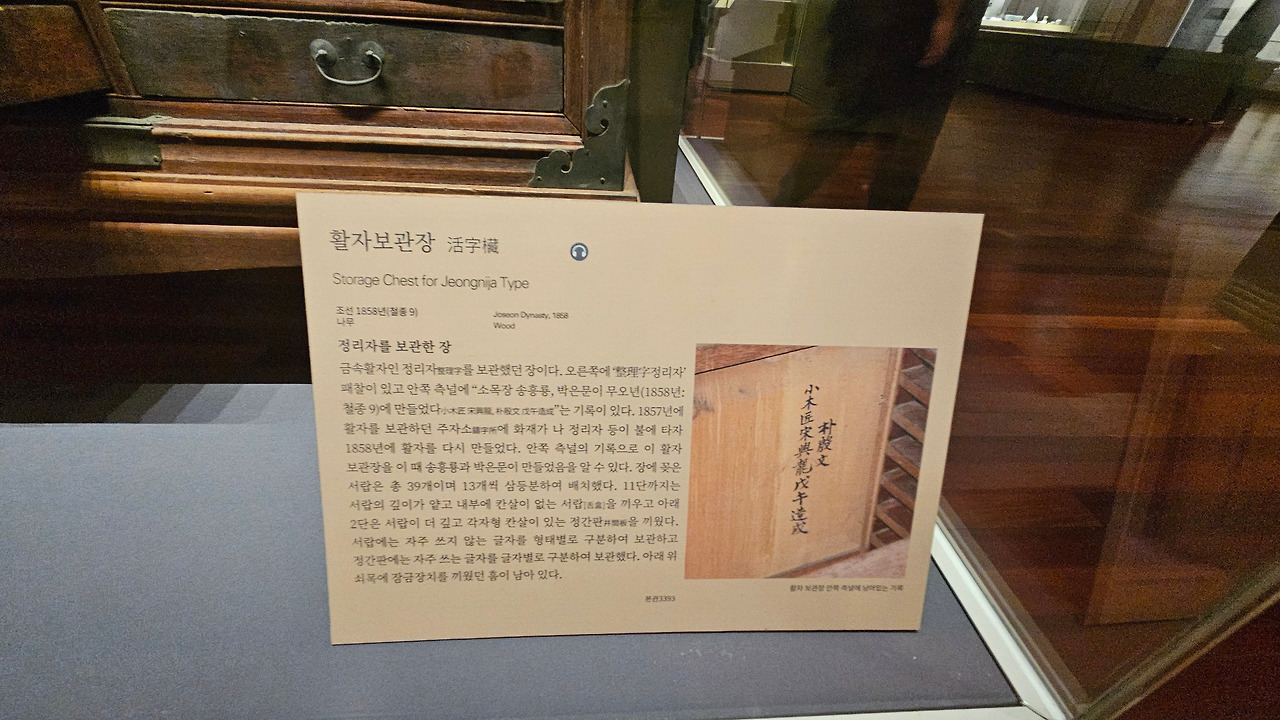 활자보관장 活字欌
Storage Chest for Jeongnija Type
조선 1858년(철종 9)
나무
Joseon Dynasty, 1858
Wood
정리자를 보관한 장
금속활자인 정리자整理字를 보관했던 장이다. 오른쪽에 '整理字정리자'
패찰이 있고 안쪽 측널에 "소목장 송흥룡, 박은문이 무오년(1858년:
철종 9)에 만들었다小木匠 宋興龍, 朴殷文 戊午造成"는 기록이 있다. 1857년에
활자를 보관하던 주자소鑄字所에 화재가 나 정리자 등이 불에 타자
1858년에 활자를 다시 만들었다. 안쪽 측널의 기록으로 이 활자
보관장을 이 때 송흥룡과 박은문이 만들었음을 알 수 있다. 장에 꽂은
서랍은 총 39개이며 13개씩 삼등분하여 배치했다. 11단까지는
서랍의 깊이가 얕고 내부에 칸살이 없는 서랍[舌盒]을 끼우고 아래
2단은 서랍이 더 깊고 각자형 칸살이 있는 정간판井間板을 끼웠다.
서랍에는 자주 쓰지 않는 글자를 형태별로 구분하여 보관하고
정간판에는 자주 쓰는 글자를 글자별로 구분하여 보관했다. 아래 위
쇠목에 잠금장치를 끼웠던 홈이 남아 있다.
본관3393
朴殷文
小木匠宋興龍戊午造成
활자 보관장 안쪽 측널에 남아있는 기록